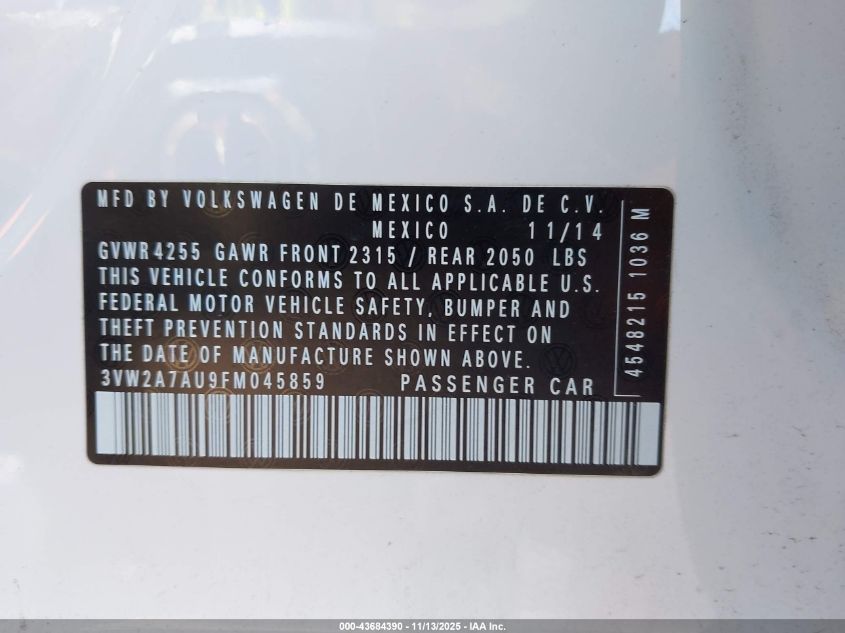 MFD BY VOLKSWAGEN DE MEXICO S.A. DE C.V.
MEXICO 11/14
GVWR 4255 GAWR FRONT 2315 / REAR 2050 LBS
THIS VEHICLE CONFORMS TO ALL APPLICABLE U.S.
FEDERAL MOTOR VEHICLE SAFETY, BUMPER AND
THEFT PREVENTION STANDARDS IN EFFECT ON
THE DATE OF MANUFACTURE SHOWN ABOVE.
3VW2A7AU9FM045859 PASSENGER CAR
4548215 1036 M
000-43684390 - 11/13/2025 - IAA Inc.